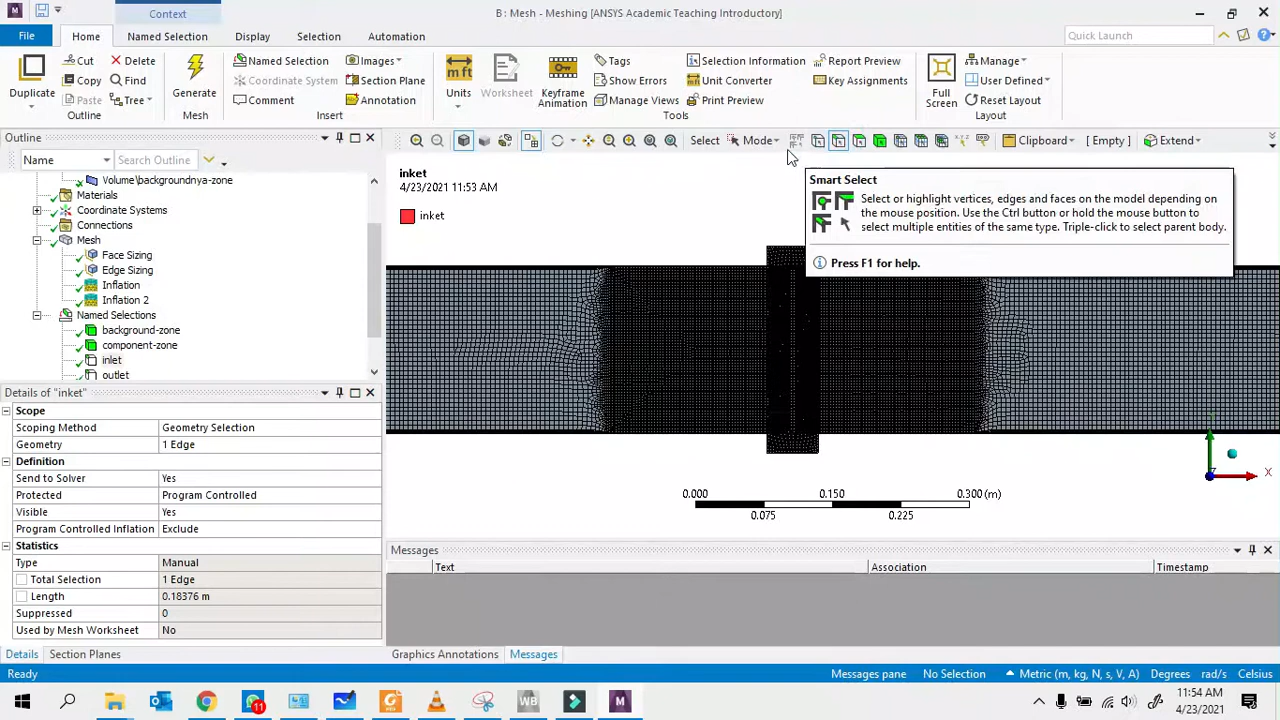 Context
B : Mesh - Meshing [ANSYS Academic Teaching Introductory]
File Home Named Selection Display Selection Automation Quick Launch
Duplicate
Outline
Cut
Copy
Paste
Delete
Find
Tree
Generate
Mesh
Named Selection
Coordinate System
Comment
Images
Section Plane
Annotation
Insert
Units
Worksheet
Keyframe
Animation
Tags
Show Errors
Manage Views
Selection Information
Unit Converter
Print Preview
Report Preview
Key Assignments
Tools
Full
Screen
Manage
User Defined
Reset Layout
Layout
Select Mode Clipboard [ Empty ] Extend
Outline
Name Search Outline
Volume\backgroundnya-zone
Materials
Coordinate Systems
Connections
Mesh
Face Sizing
Edge Sizing
Inflation
Inflation 2
Named Selections
background-zone
component-zone
inlet
outlet
inket
4/23/2021 11:53 AM
inket
Smart Select
Select or highlight vertices, edges and faces on the model depending on
the mouse position. Use the Ctrl button or hold the mouse button to
select multiple entities of the same type. Triple-click to select parent body.
Press F1 for help.
0.000 0.150 0.300 (m)
0.075 0.225
X
Details of "inket"
Scope
Scoping Method Geometry Selection
Geometry 1 Edge
Definition
Send to Solver Yes
Protected Program Controlled
Visible Yes
Program Controlled Inflation Exclude
Statistics
Type Manual
Total Selection 1 Edge
Length 0.18376 m
Suppressed 0
Used by Mesh Worksheet No
Details Section Planes
Messages
Text Association Timestamp
Graphics Annotations Messages
Ready Messages pane No Selection Metric (m, kg, N, s, V, A) Degrees rad/s Celsius
11
WB
M
11:54 AM
4/23/2021